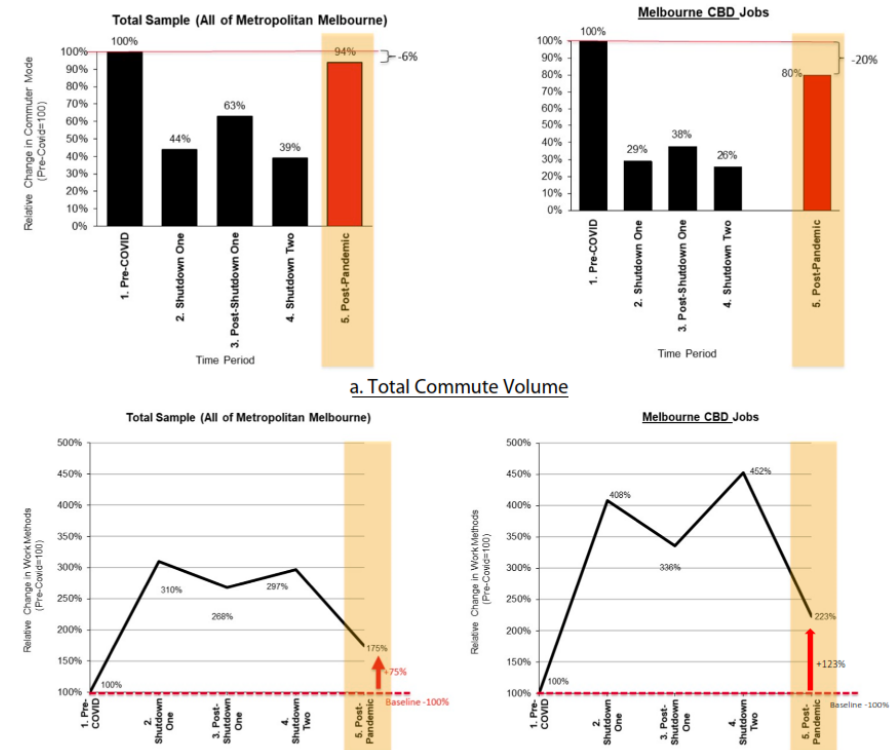 Total Sample (All of Metropolitan Melbourne)
Relative Change in Commuter Mode
(Pre-Covid=100)
100%
90%
80%
70%
60%
50%
40%
30%
20%
10%
0%
100%
44%
63%
39%
94%
-6%
1. Pre-COVID
2. Shutdown One
3. Post-Shutdown One
4. Shutdown Two
5. Post-Pandemic
Time Period
Melbourne CBD Jobs
100%
90%
80%
70%
60%
50%
40%
30%
20%
10%
0%
100%
29%
38%
26%
80%
-20%
1. Pre-COVID
2. Shutdown One
3. Post-Shutdown One
4. Shutdown Two
5. Post-Pandemic
Time Period
a. Total Commute Volume
Total Sample (All of Metropolitan Melbourne)
Relative Change in Work Methods
(Pre-Covid=100)
500%
450%
400%
350%
300%
250%
200%
150%
100%
100%
310%
268%
297%
175%
+75%
Baseline -100%
1. Pre-
COVID
2.
Shutdown
One
3. Post-
Shutdown
One
4.
Shutdown
Two
5. Post-
Pandemic
Melbourne CBD Jobs
Relative Change in Work Methods
(Pre-Covid=100)
500%
450%
400%
350%
300%
250%
200%
150%
100%
100%
408%
336%
452%
223%
+123%
Baseline -100%
1. Pre-
COVID
2.
Shutdown
One
3. Post-
Shutdown
One
4.
Shutdown
Two
5. Post-
Pandemic